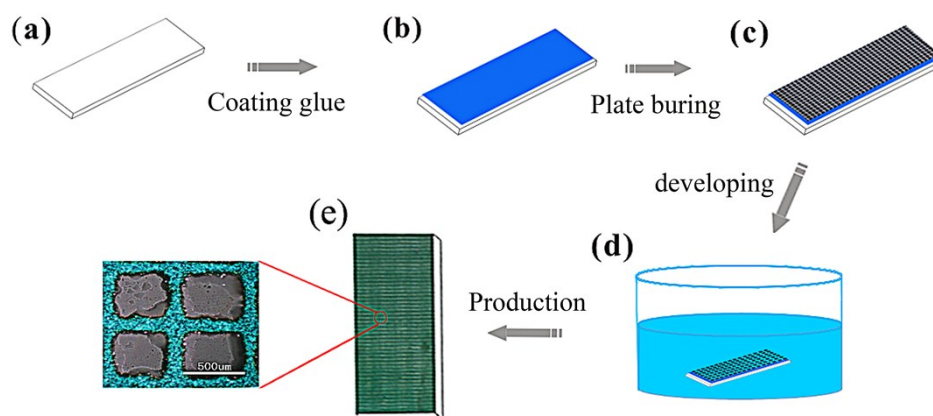 (a)
Coating glue
(b)
Plate buring
(c)
developing
(d)
Production
(e)
500um